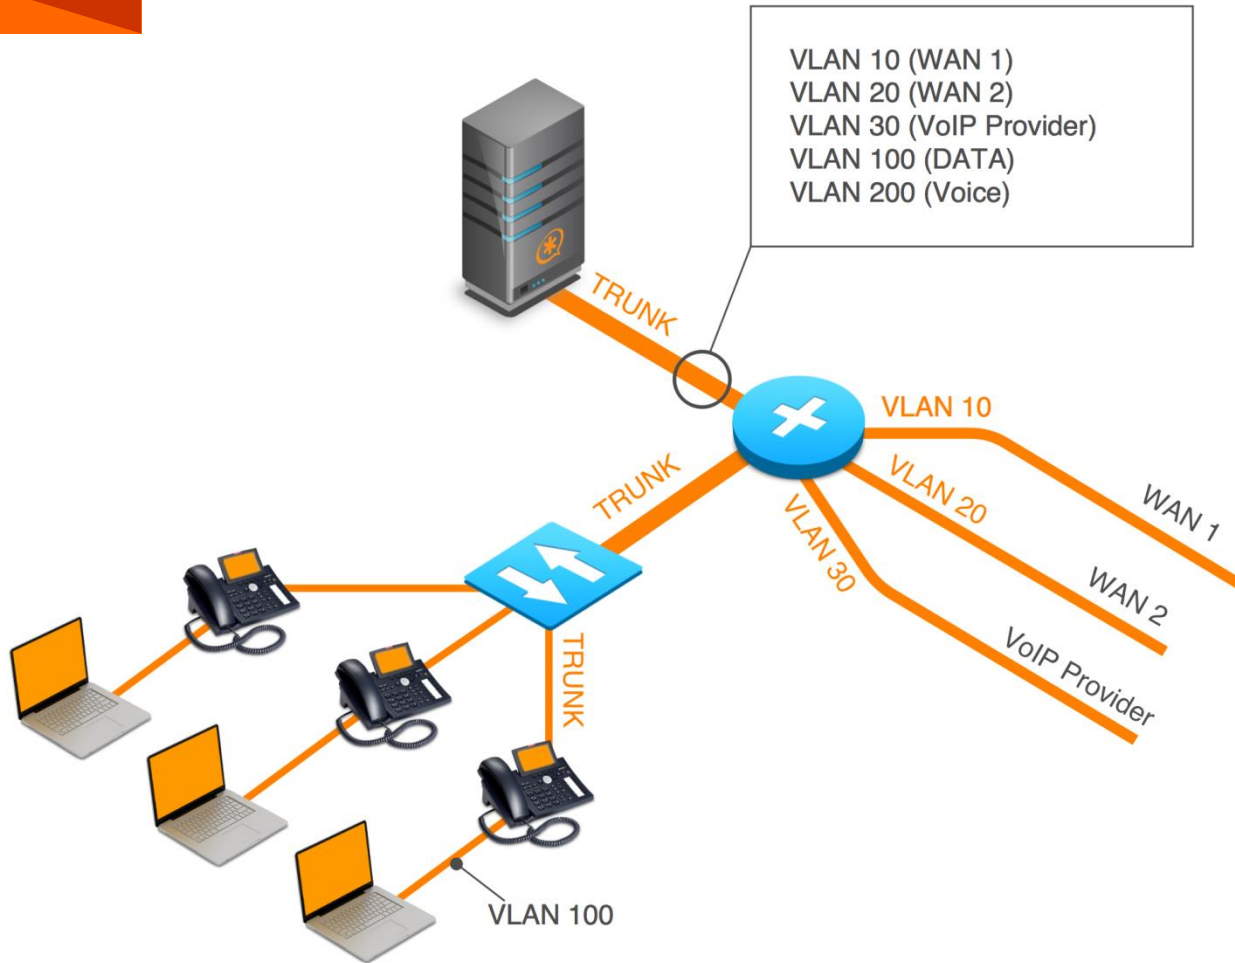 VLAN 10 (WAN 1)
VLAN 20 (WAN 2)
VLAN 30 (VoIP Provider)
VLAN 100 (DATA)
VLAN 200 (Voice)
TRUNK
VLAN 10
TRUNK
VLAN 20
WAN 1
VLAN 30
WAN 2
TRUNK
VoIP Provider
VLAN 100